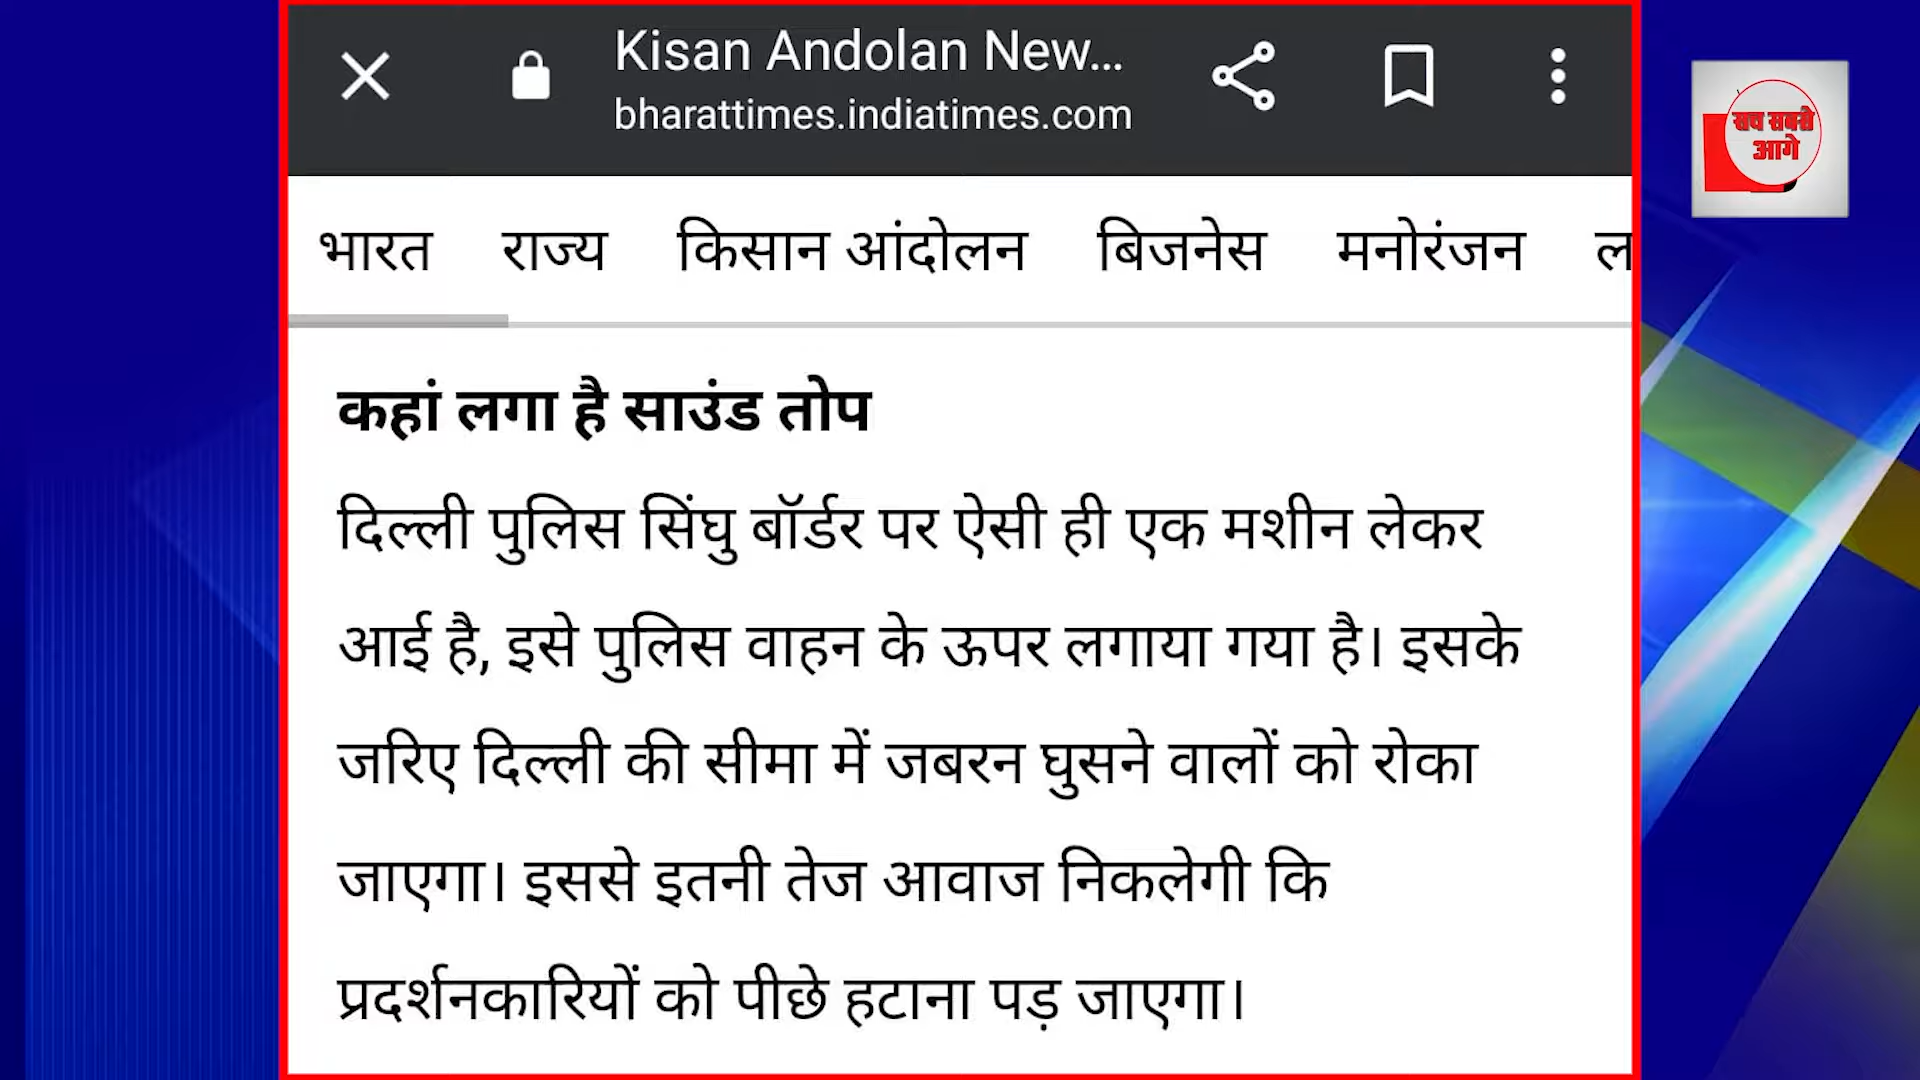 Kisan Andolan New...
bharattimes.indiatimes.com
सच सबसे
आगे
भारत राज्य किसान आंदोलन बिजनेस मनोरंजन ल
कहां लगा है साउंड तोप
दिल्ली पुलिस सिंघु बॉर्डर पर ऐसी ही एक मशीन लेकर
आई है, इसे पुलिस वाहन के ऊपर लगाया गया है। इसके
जरिए दिल्ली की सीमा में जबरन घुसने वालों को रोका
जाएगा। इससे इतनी तेज आवाज निकलेगी कि
प्रदर्शनकारियों को पीछे हटाना पड़ जाएगा।